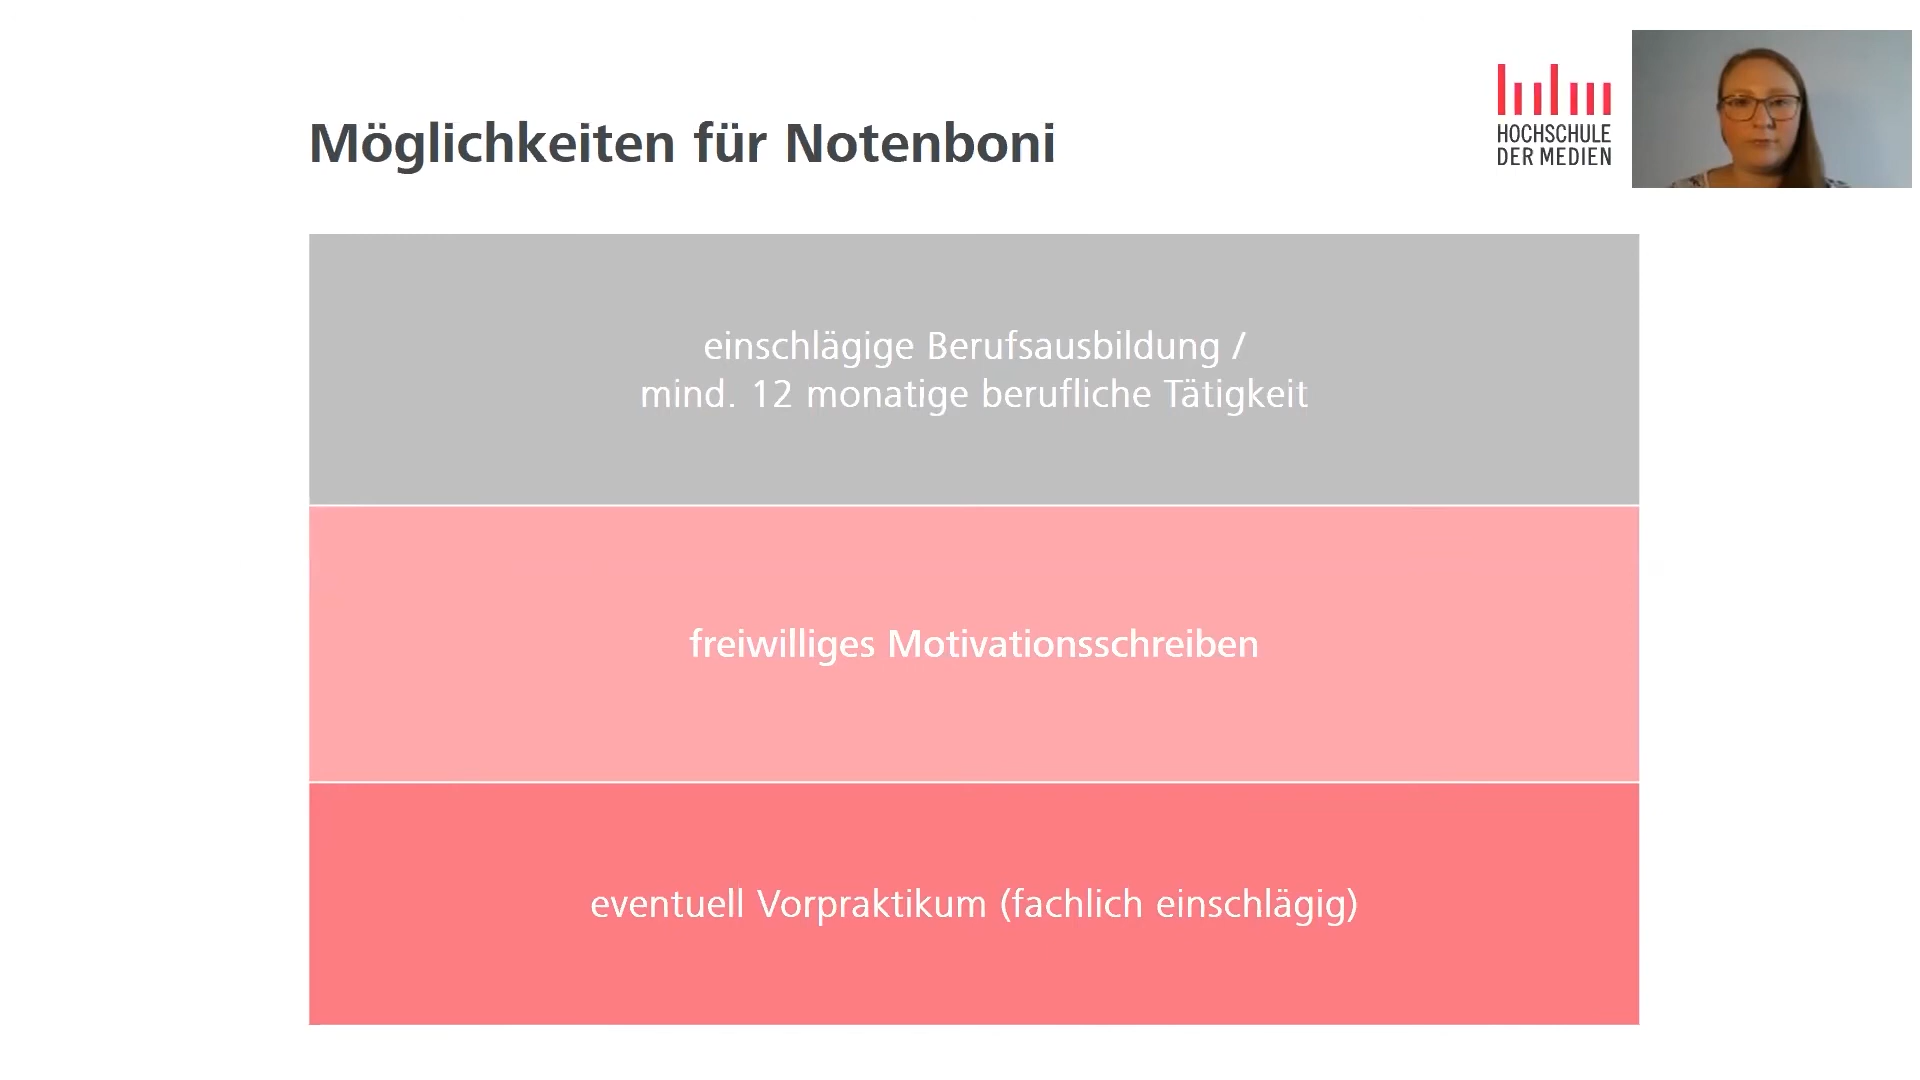 Möglichkeiten für Notenboni
HOCHSCHULE
DER MEDIEN
einschlägige Berufsausbildung /
mind. 12 monatige berufliche Tätigkeit
freiwilliges Motivationsschreiben
eventuell Vorpraktikum (fachlich einschlägig)